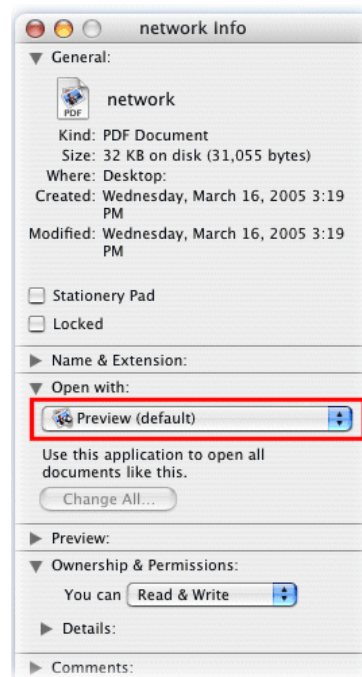 network Info
General:
PDF
network
Kind: PDF Document
Size: 32 KB on disk (31,055 bytes)
Where: Desktop:
Created: Wednesday, March 16, 2005 3:19
PM
Modified: Wednesday, March 16, 2005 3:19
PM
Stationery Pad
Locked
Name & Extension:
Open with:
Preview (default)
Use this application to open all
documents like this.
Change All...
Preview:
Ownership & Permissions:
You can Read & Write
Details:
Comments: